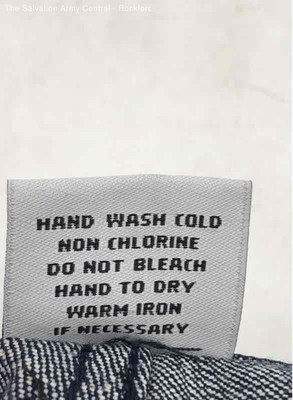 The Salvation Army Central - Rockford
HAND WASH COLD
NON CHLORINE
DO NOT BLEACH
HAND TO DRY
WARM IRON
IF NECESSARY